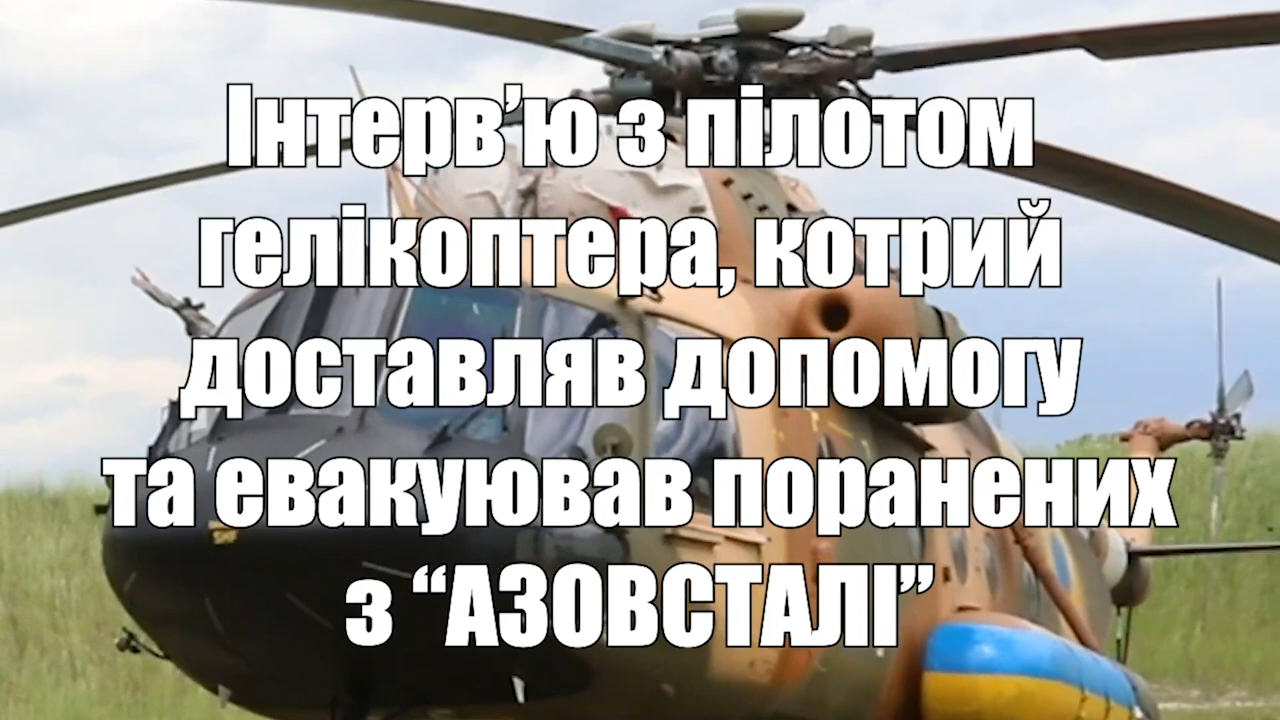 Інтерв’ю з пілотом
гелікоптера, котрий
доставляв допомогу
та евакуював поранених
з “АЗОВСТАЛІ”